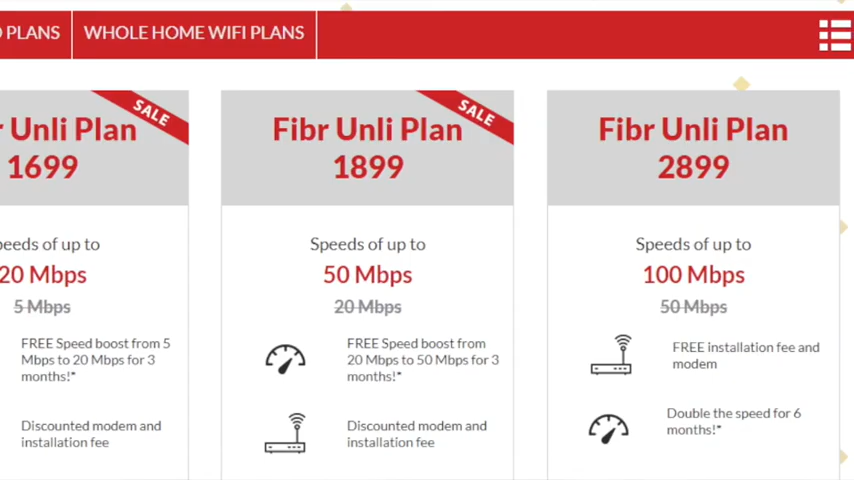 PLANS
WHOLE HOME WIFI PLANS
SALE
Unli Plan
1699
Speeds of up to
20 Mbps
5 Mbps
FREE Speed boost from 5
Mbps to 20 Mbps for 3
months!*
Discounted modem and
installation fee
SALE
Fibr Unli Plan
1899
Speeds of up to
50 Mbps
20 Mbps
FREE Speed boost from
20 Mbps to 50 Mbps for 3
months!*
Discounted modem and
installation fee
Fibr Unli Plan
2899
Speeds of up to
100 Mbps
50 Mbps
FREE installation fee and
modem
Double the speed for 6
months!*